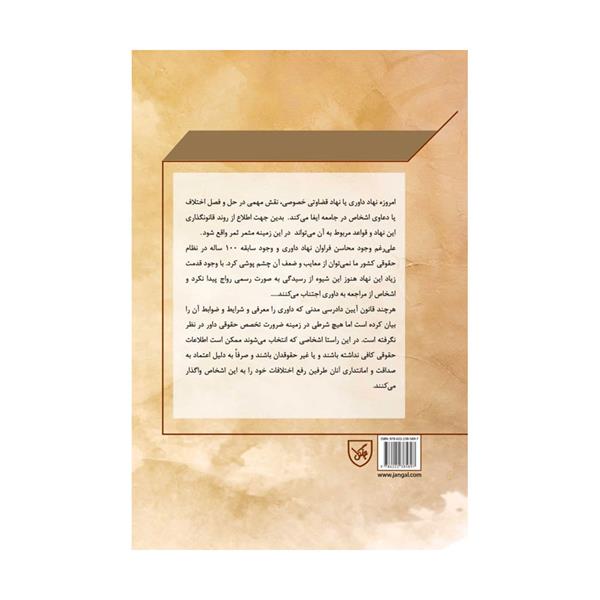 امروزه نهاد داوری یا نهاد قضاوتی خصوصی، نقش مهمی در حل و فصل اختلاف
یا دعاوی اشخاص در جامعه ایفا می‌کند. بدین جهت اطلاع از روند قانونگذاری
این نهاد و قواعد مربوط به آن می‌تواند در این زمینه مثمر ثمر واقع شود.
علی‌رغم وجود محاسن فراوان نهاد داوری و وجود سابقه ۱۰۰ ساله در نظام
حقوقی کشور ما نمی‌توان از معایب و ضعف آن چشم پوشی کرد. با وجود قدمت
زیاد این نهاد هنوز این شیوه از رسیدگی به صورت رسمی رواج پیدا نکرد و
اشخاص از مراجعه به داوری اجتناب می‌کنند....
هرچند قانون آیین دادرسی مدنی که داوری را معرفی و شرایط و ضوابط آن را
بیان کرده است اما هیچ شرطی در زمینه ضرورت تخصص حقوقی داور در نظر
نگرفته است. در این راستا اشخاصی که انتخاب می‌شوند ممکن است اطلاعات
حقوقی کافی نداشته باشند و یا غیر حقوقدان باشند و صرفاً به دلیل اعتماد به
صداقت و امانتداری آنان طرفین رفع اختلافات خود را به این اشخاص واگذار
می‌کنند.
جنگل
www.jangal.com